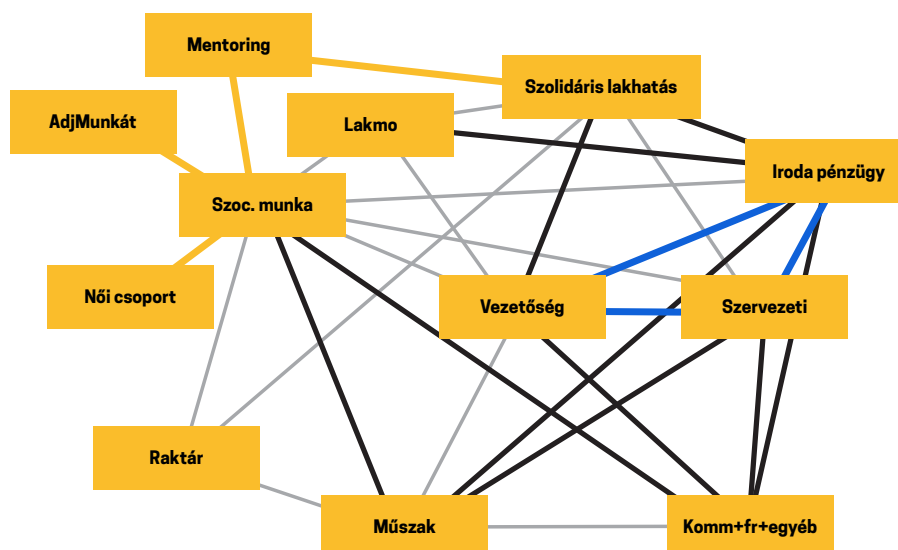 Mentoring
Szolidáris lakhatás
AdjMunkát
Lakmo
Iroda pénzügy
Szoc. munka
Női csoport
Vezetőség
Szervezeti
Raktár
Műszak
Komm+fr+egyéb